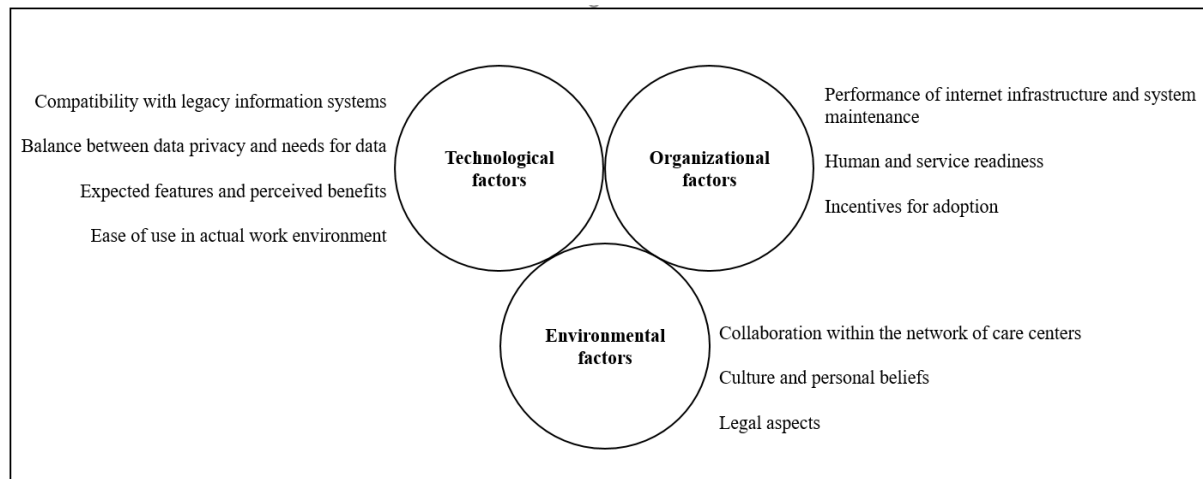 Compatibility with legacy information systems
Balance between data privacy and needs for data
Expected features and perceived benefits
Ease of use in actual work environment
Technological
factors
Organizational
factors
Performance of internet infrastructure and system
maintenance
Human and service readiness
Incentives for adoption
Environmental
factors
Collaboration within the network of care centers
Culture and personal beliefs
Legal aspects